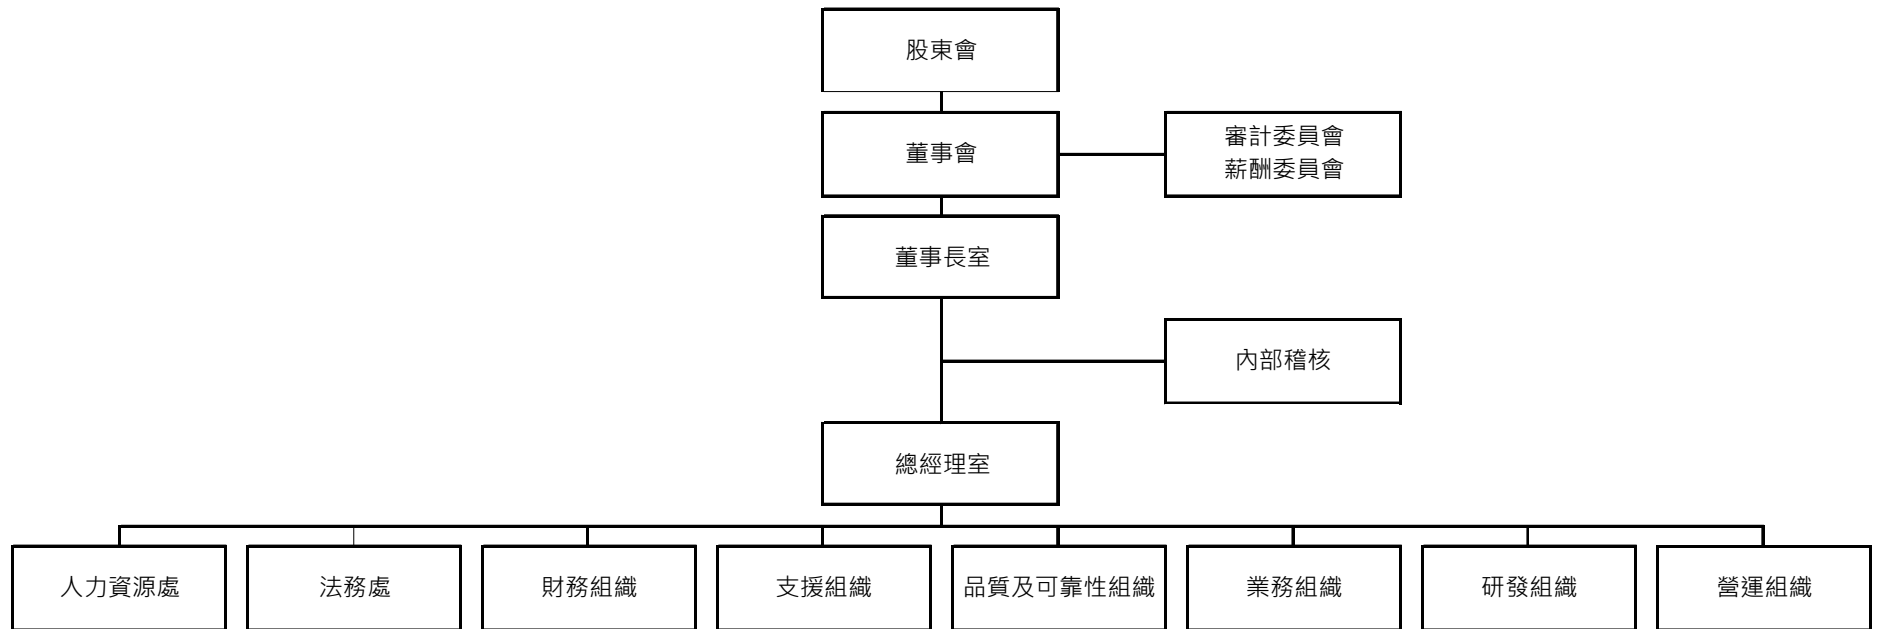 股東會
董事會
審計委員會
薪酬委員會
董事長室
內部稽核
總經理室
人力資源處
法務處
財務組織
支援組織
品質及可靠性組織
業務組織
研發組織
營運組織